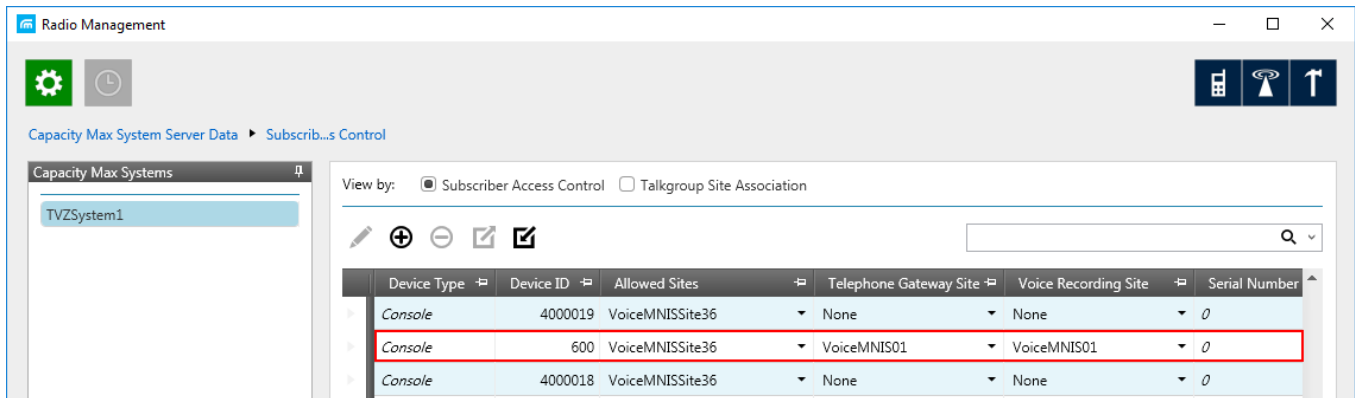 Radio Management
Capacity Max System Server Data Subscrib...s Control
Capacity Max Systems
TVZSystem1
View by: Subscriber Access Control Talkgroup Site Association
Device Type Device ID Allowed Sites Telephone Gateway Site Voice Recording Site Serial Number
Console 4000019 VoiceMNISSite36 None None 0
Console 600 VoiceMNISSite36 VoiceMNIS01 VoiceMNIS01 0
Console 4000018 VoiceMNISSite36 None None 0